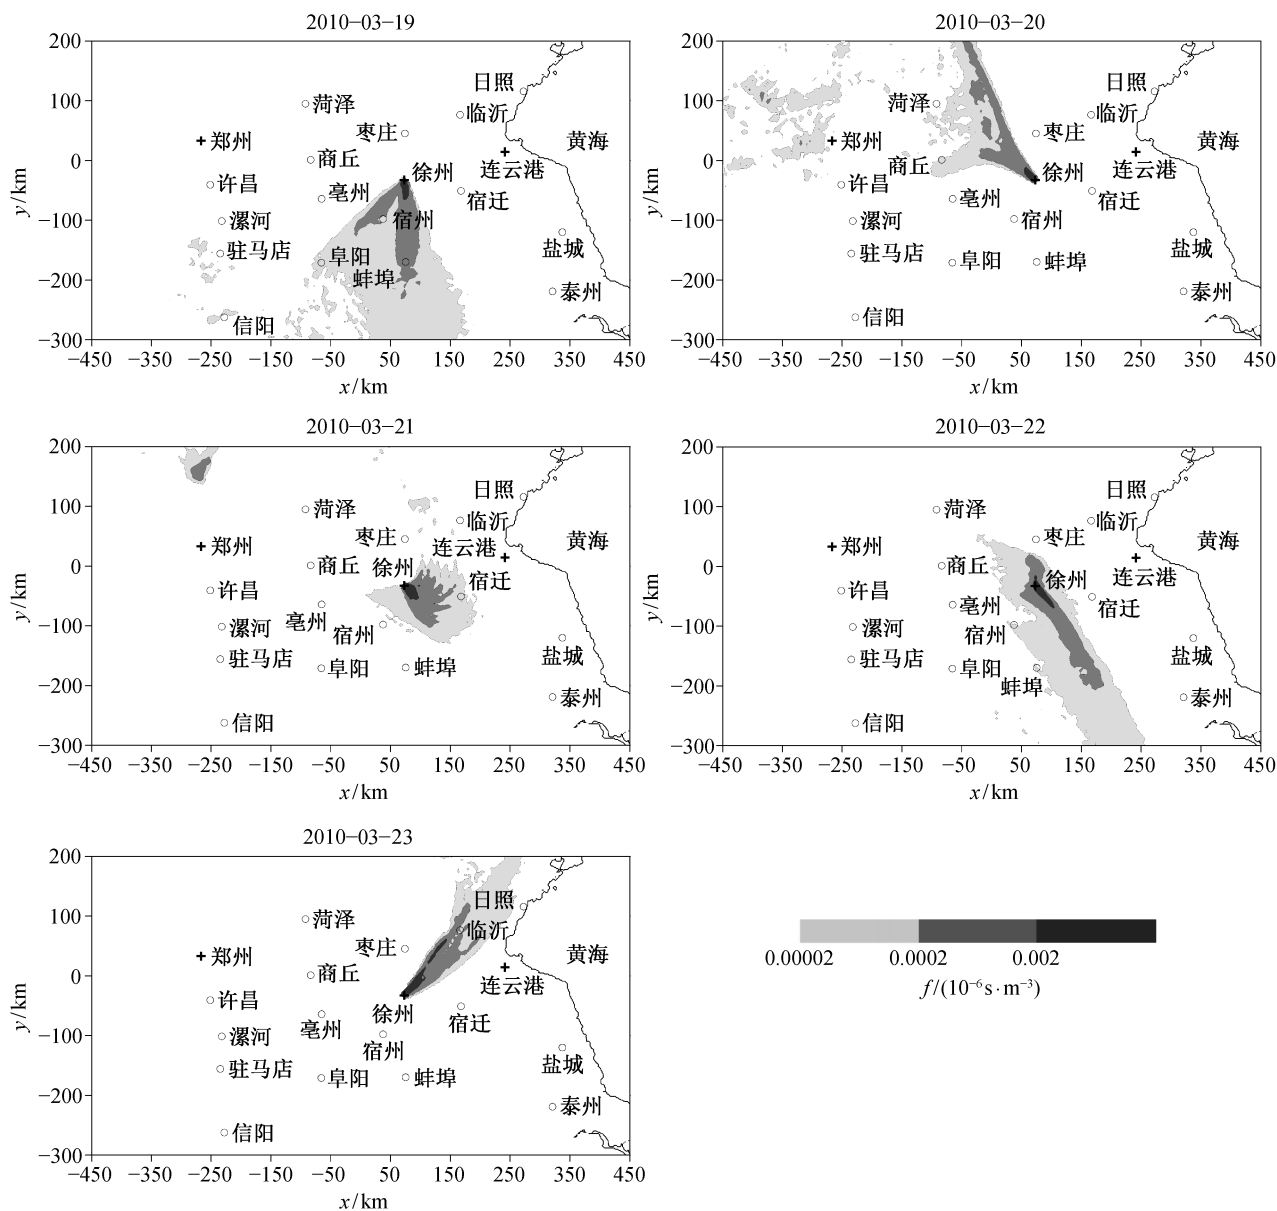 2010−03−19
200
100
0
−100
−200
−300
y/km
菏泽
日照
临沂
枣庄
黄海
郑州
商丘
徐州
连云港
许昌
亳州
宿迁
漯河
宿州
驻马店
阜阳
蚌埠
盐城
泰州
信阳
−450 −350 −250 −150 −50 50 150 250 350 450
x/km
2010−03−20
200
100
0
−100
−200
−300
y/km
日照
菏泽
临沂
枣庄
黄海
郑州
商丘
徐州
连云港
许昌
亳州
宿迁
漯河
宿州
驻马店
阜阳
蚌埠
盐城
泰州
信阳
−450 −350 −250 −150 −50 50 150 250 350 450
x/km
2010−03−21
200
100
0
−100
−200
−300
y/km
日照
菏泽
临沂
枣庄
连云港
黄海
郑州
商丘
徐州
宿迁
许昌
亳州
漯河
宿州
驻马店
阜阳
蚌埠
盐城
泰州
信阳
−450 −350 −250 −150 −50 50 150 250 350 450
x/km
2010−03−22
200
100
0
−100
−200
−300
y/km
日照
菏泽
临沂
枣庄
黄海
郑州
商丘
徐州
连云港
许昌
亳州
宿迁
漯河
宿州
驻马店
阜阳
蚌埠
盐城
泰州
信阳
−450 −350 −250 −150 −50 50 150 250 350 450
x/km
2010−03−23
200
100
0
−100
−200
−300
y/km
日照
菏泽
临沂
枣庄
黄海
郑州
商丘
连云港
许昌
徐州
宿迁
亳州
漯河
宿州
驻马店
阜阳
蚌埠
盐城
泰州
信阳
−450 −350 −250 −150 −50 50 150 250 350 450
x/km
0.00002 0.0002 0.002
f/(10⁻⁶s·m⁻³)